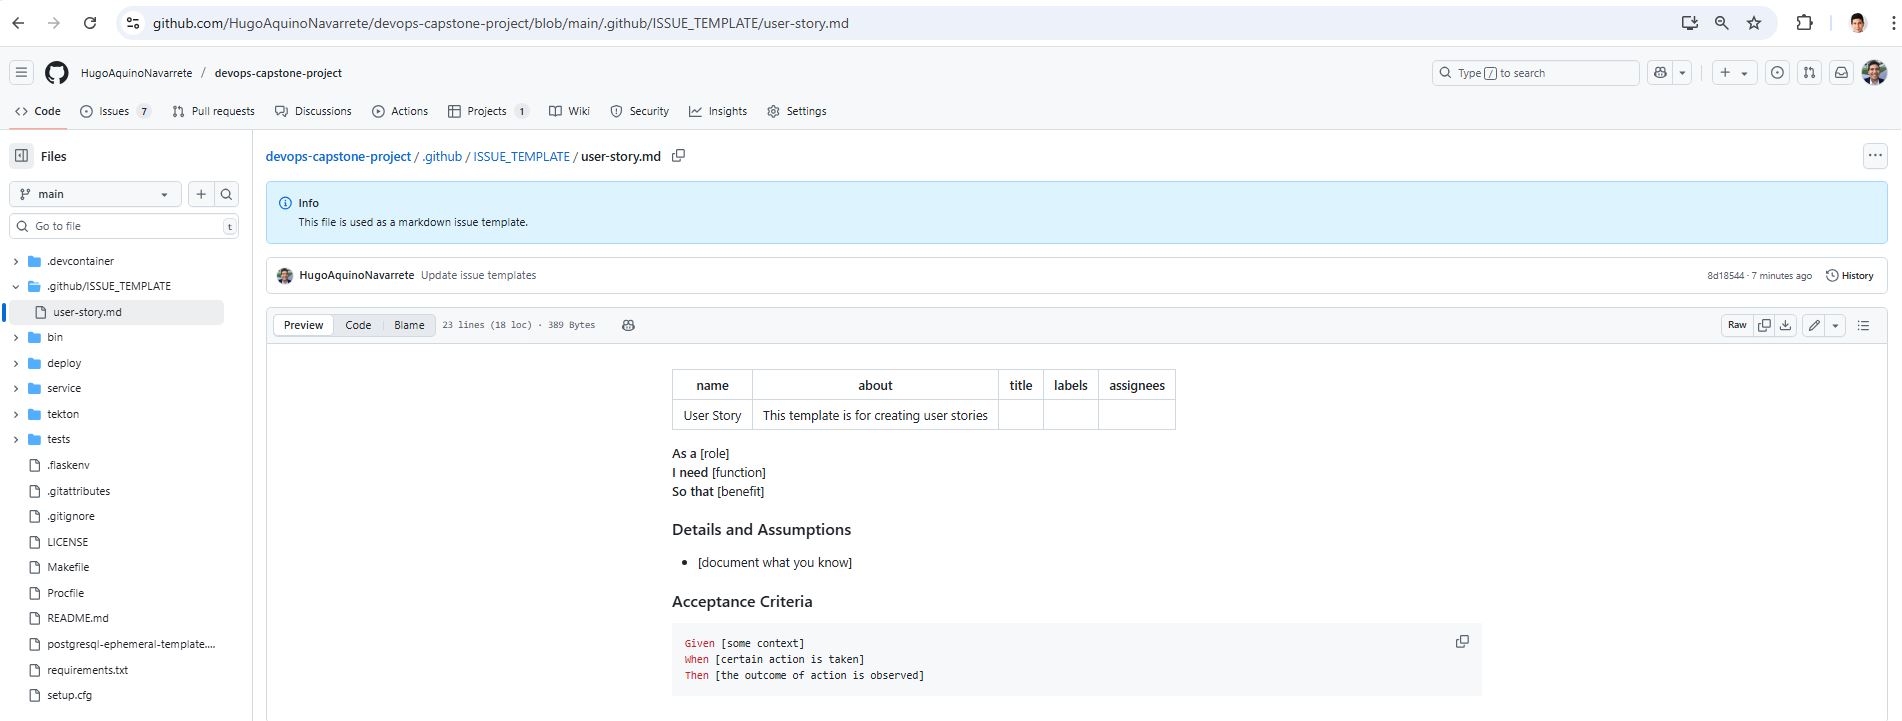 github.com/HugoAquinoNavarrete/devops-capstone-project/blob/main/.github/ISSUE_TEMPLATE/user-story.md
HugoAquinoNavarrete / devops-capstone-project
Type / to search
Code Issues 7 Pull requests Discussions Actions Projects 1 Wiki Security Insights Settings
Files
main
Go to file t
.devcontainer
.github/ISSUE_TEMPLATE
user-story.md
bin
deploy
service
tekton
tests
.flaskenv
.gitattributes
.gitignore
LICENSE
Makefile
Procfile
README.md
postgresql-ephemeral-template....
requirements.txt
setup.cfg
devops-capstone-project / .github / ISSUE_TEMPLATE / user-story.md
Info
This file is used as a markdown issue template.
HugoAquinoNavarrete Update issue templates 8d18544 · 7 minutes ago History
Preview Code Blame 23 lines (18 loc) · 389 Bytes Raw
name about title labels assignees
User Story This template is for creating user stories
As a [role]
I need [function]
So that [benefit]
Details and Assumptions
• [document what you know]
Acceptance Criteria
Given [some context]
When [certain action is taken]
Then [the outcome of action is observed]